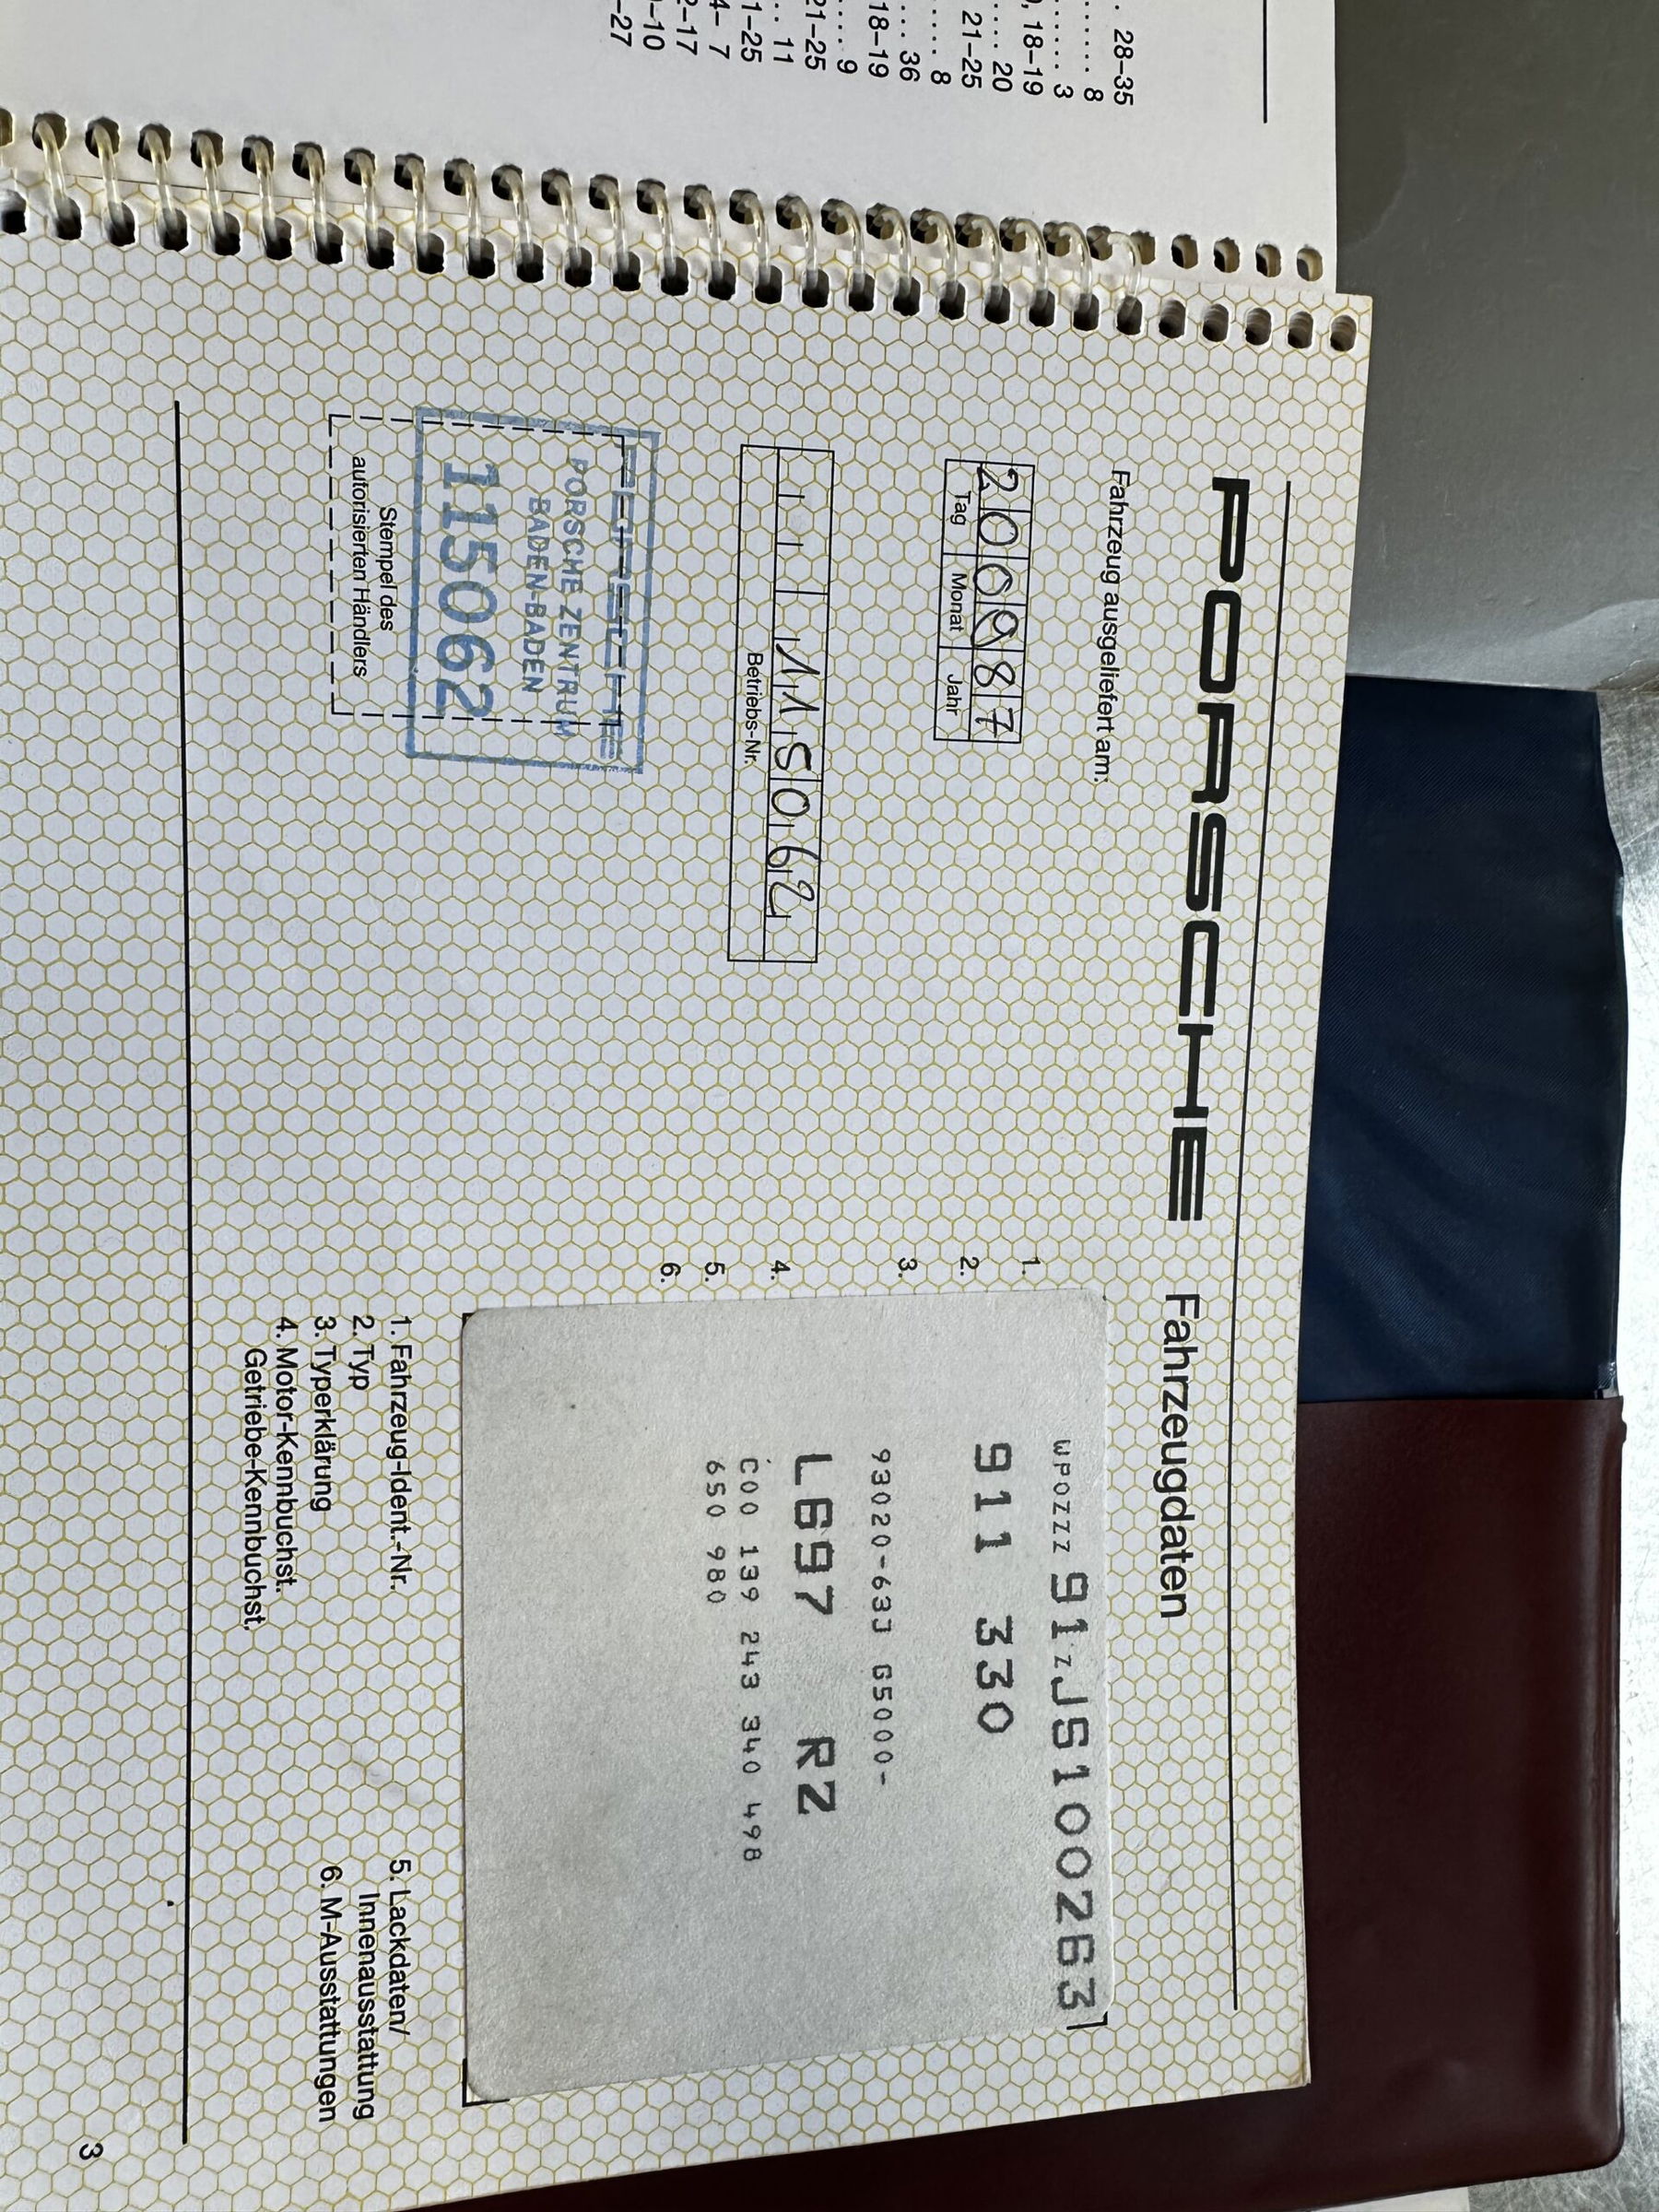 . 28–35
....... 8
...... 3
, 18–19
..... 20
21–25
.... 8
... 36
18–19
.... 9
21–25
.. 11
1–25
4– 7
2–17
–10
–27
PORSCHE Fahrzeugdaten
Fahrzeug ausgeliefert am:
200987
Tag Monat Jahr
115062
Betriebs-Nr.
PORSCHE
PORSCHE ZENTRUM
BADEN-BADEN
115062
Stempel des
autorisierten Händlers
1. WPOZZZ 91ZJS100263
2. 911 330
3. 93020-63J G5000-
4. L697 RZ
5. C00 139 243 340 498
6. 650 980
1. Fahrzeug-Ident.-Nr.
2. Typ
3. Typerklärung
4. Motor-Kennbuchst.
Getriebe-Kennbuchst.
5. Lackdaten/
Innenausstattung
6. M-Ausstattungen
3